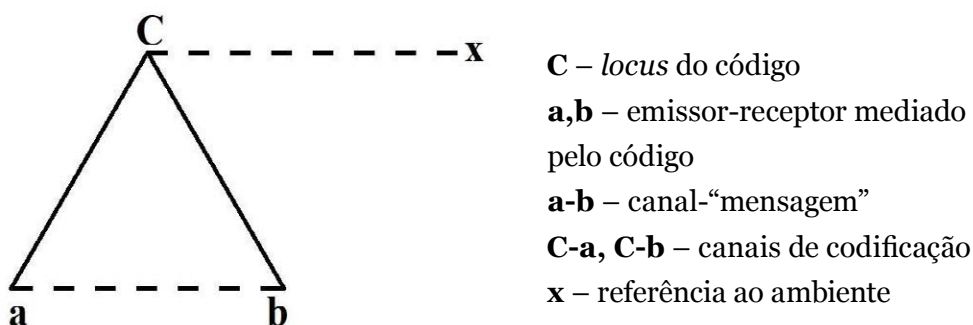 C
x
a
b
C – locus do código
a,b – emissor-receptor mediado
pelo código
a-b – canal-“mensagem”
C-a, C-b – canais de codificação
x – referência ao ambiente